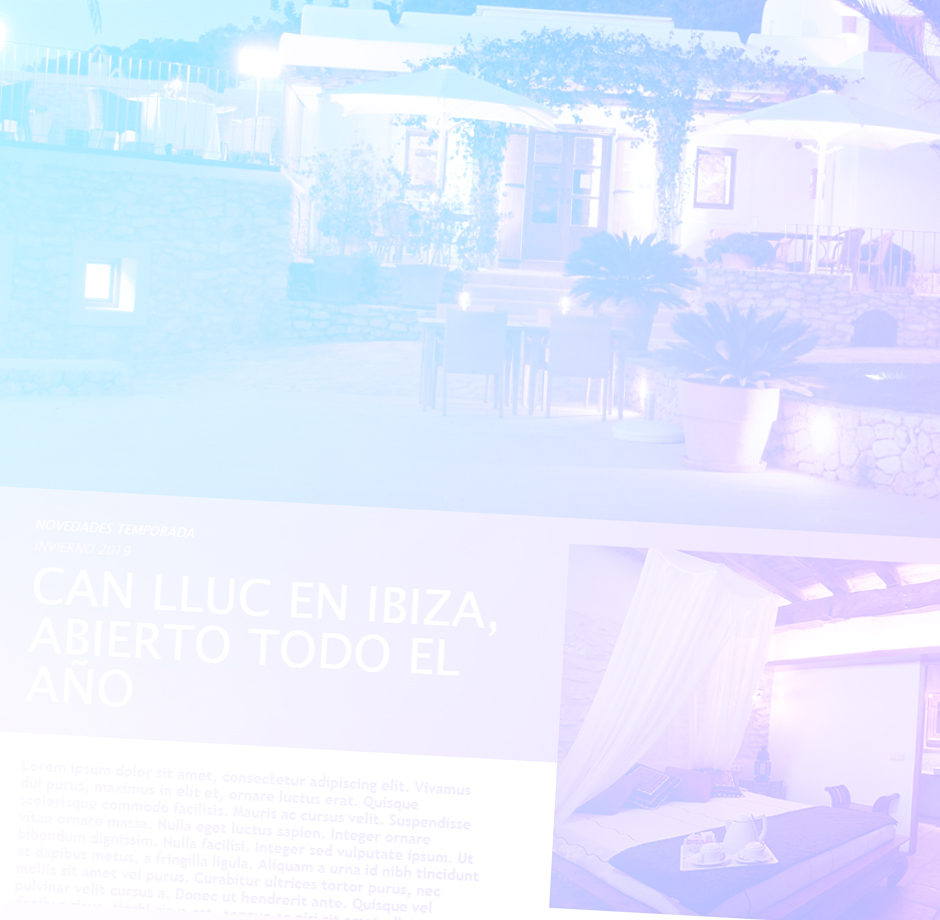 NOVEDADES TEMPORADA
INVIERNO 2019
CAN LLUC EN IBIZA,
ABIERTO TODO EL
AÑO
Lorem ipsum dolor sit amet, consectetur adipiscing elit. Vivamus
dui purus, maximus in elit et, ornare luctus erat. Quisque
scelerisque commodo facilisis. Mauris ac cursus velit. Suspendisse
vitae ornare massa. Nulla eget luctus sapien. Integer ornare
bibendum dignissim. Nulla facilisi. Integer sed vulputate ipsum. Ut
at dapibus metus, a fringilla ligula. Aliquam a urna id nibh tincidunt
mollis sit amet vel purus. Curabitur ultrices tortor purus, nec
pulvinar velit cursus a. Donec ut hendrerit ante. Quisque vel